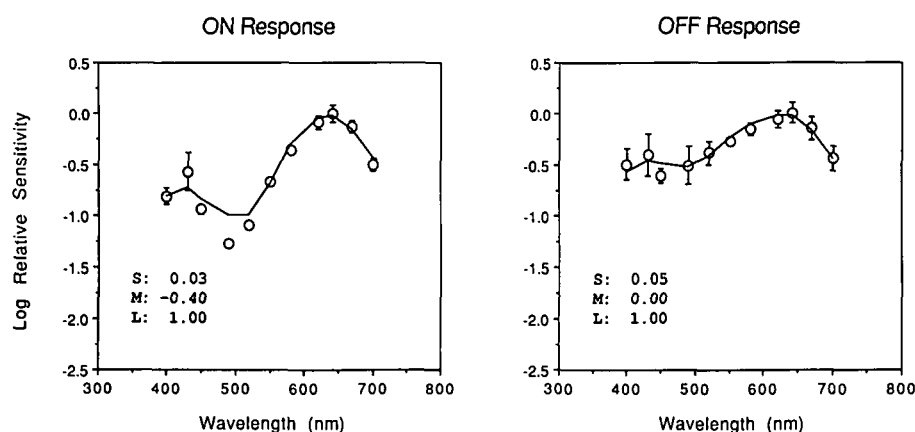 ON Response
OFF Response
Log Relative Sensitivity
0.5
0.0
-0.5
-1.0
-1.5
-2.0
-2.5
S: 0.03
M: -0.40
L: 1.00
300 400 500 600 700 800
Wavelength (nm)
0.5
0.0
-0.5
-1.0
-1.5
-2.0
-2.5
S: 0.05
M: 0.00
L: 1.00
300 400 500 600 700 800
Wavelength (nm)